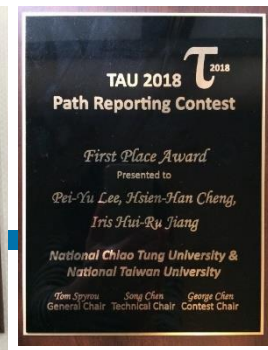 τ 2018
TAU 2018
Path Reporting Contest
First Place Award
Presented to
Pei-Yu Lee, Hsien-Han Cheng,
Iris Hui-Ru Jiang
National Chiao Tung University &
National Taiwan University
Tom Spyrou Song Chen George Chen
General Chair Technical Chair Contest Chair